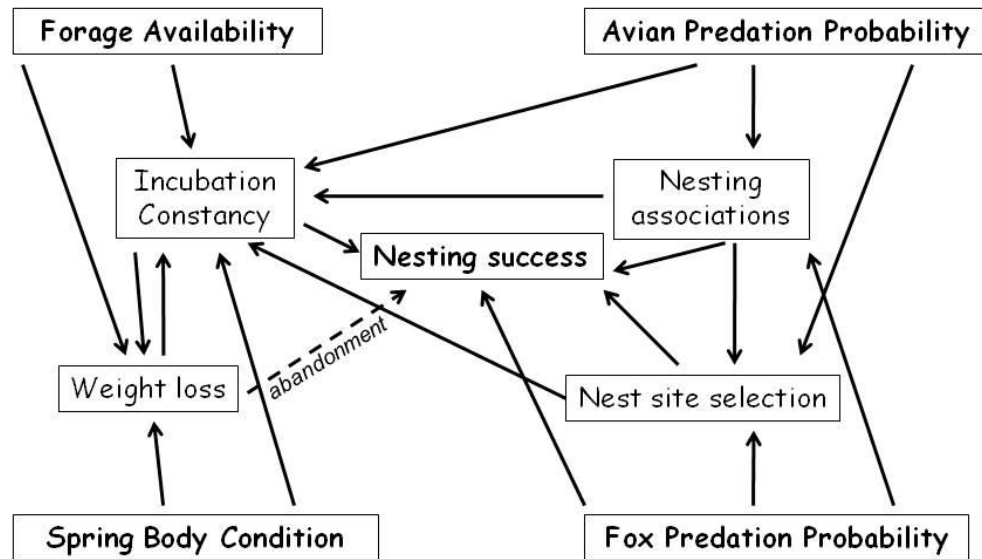 Forage Availability
Avian Predation Probability
Incubation
Constancy
Nesting
associations
Nesting success
abandonment
Weight loss
Nest site selection
Spring Body Condition
Fox Predation Probability